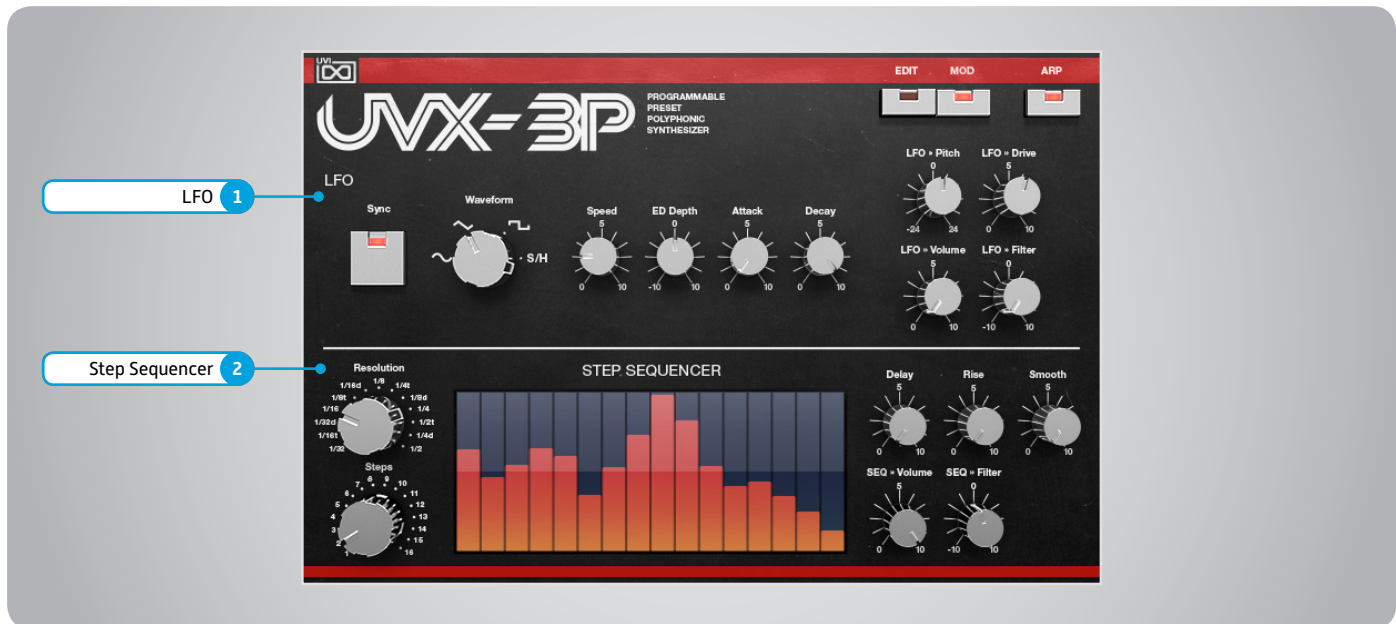 UVI
EDIT MOD ARP
UVX-3P
PROGRAMMABLE
PRESET
POLYPHONIC
SYNTHESIZER
LFO 1
LFO
Sync
Waveform
S/H
Speed
5
0 10
ED Depth
0
-10 10
Attack
5
0 10
Decay
5
0 10
LFO » Pitch
0
-24 24
LFO » Drive
5
0 10
LFO » Volume
5
0 10
LFO » Filter
0
-10 10
Step Sequencer 2
Resolution
1/32
1/16t
1/32d
1/16
1/8t
1/16d
1/8
1/4t
1/8d
1/4
1/2t
1/4d
1/2
Steps
1
2
3
4
5
6
7
8
9
10
11
12
13
14
15
16
STEP SEQUENCER
Delay
5
0 10
Rise
5
0 10
Smooth
5
0 10
SEQ » Volume
5
0 10
SEQ » Filter
0
-10 10